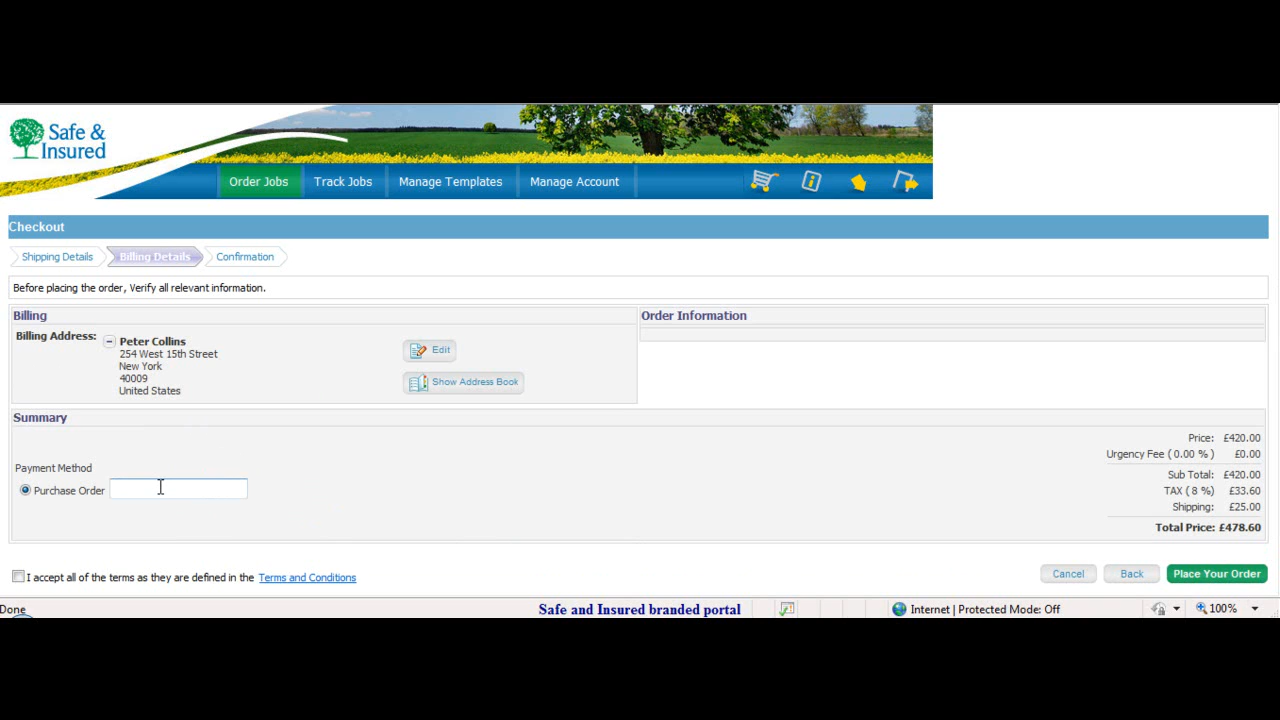 Safe &
Insured
Order Jobs Track Jobs Manage Templates Manage Account
Checkout
Shipping Details Billing Details Confirmation
Before placing the order, Verify all relevant information.
Billing Order Information
Billing Address: Peter Collins
254 West 15th Street
New York
40009
United States
Edit
Show Address Book
Summary
Price: £420.00
Urgency Fee ( 0.00 % ) £0.00
Sub Total: £420.00
TAX ( 8 %) £33.60
Shipping: £25.00
Total Price: £478.60
Payment Method
Purchase Order
I accept all of the terms as they are defined in the Terms and Conditions
Cancel Back Place Your Order
Done Safe and Insured branded portal Internet | Protected Mode: Off 100%